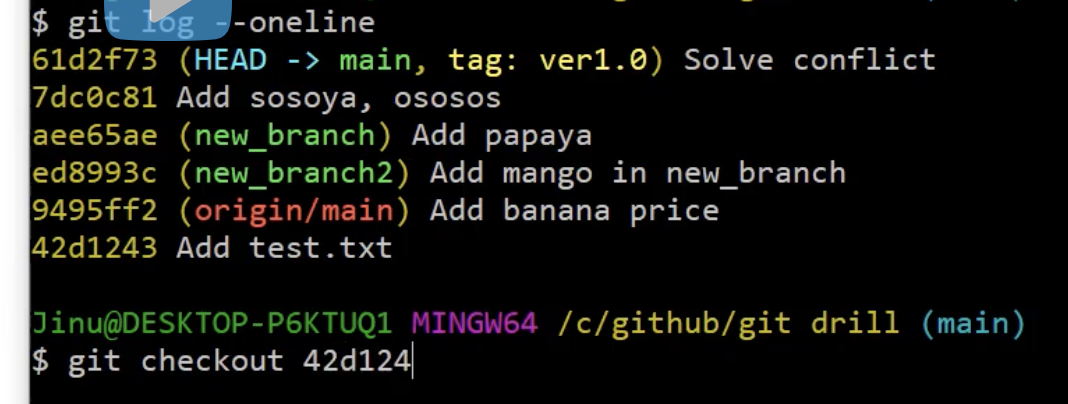 $ git log --oneline
61d2f73 (HEAD -> main, tag: ver1.0) Solve conflict
7dc0c81 Add sosoya, ososos
aee65ae (new_branch) Add papaya
ed8993c (new_branch2) Add mango in new_branch
9495ff2 (origin/main) Add banana price
42d1243 Add test.txt
Jinu@DESKTOP-P6KTUQ1 MINGW64 /c/github/git drill (main)
$ git checkout 42d124